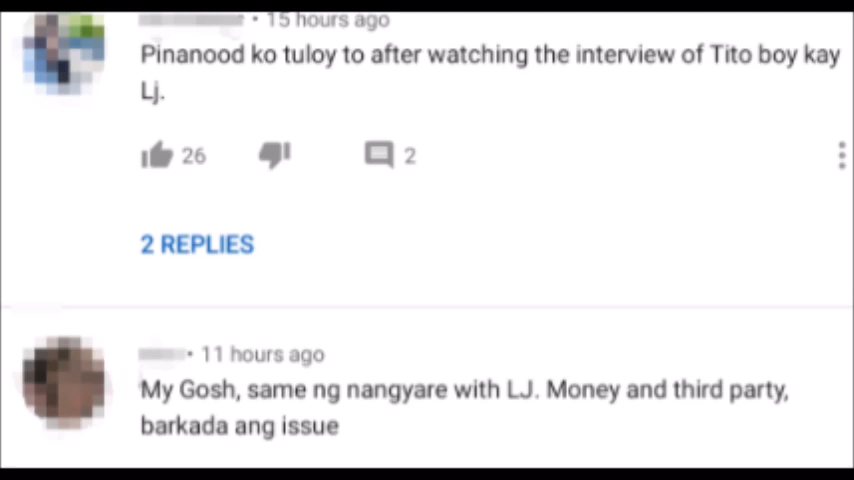 • 15 hours ago
Pinanood ko tuloy to after watching the interview of Tito boy kay
Lj.
26 2
2 REPLIES
• 11 hours ago
My Gosh, same ng nangyare with LJ. Money and third party,
barkada ang issue